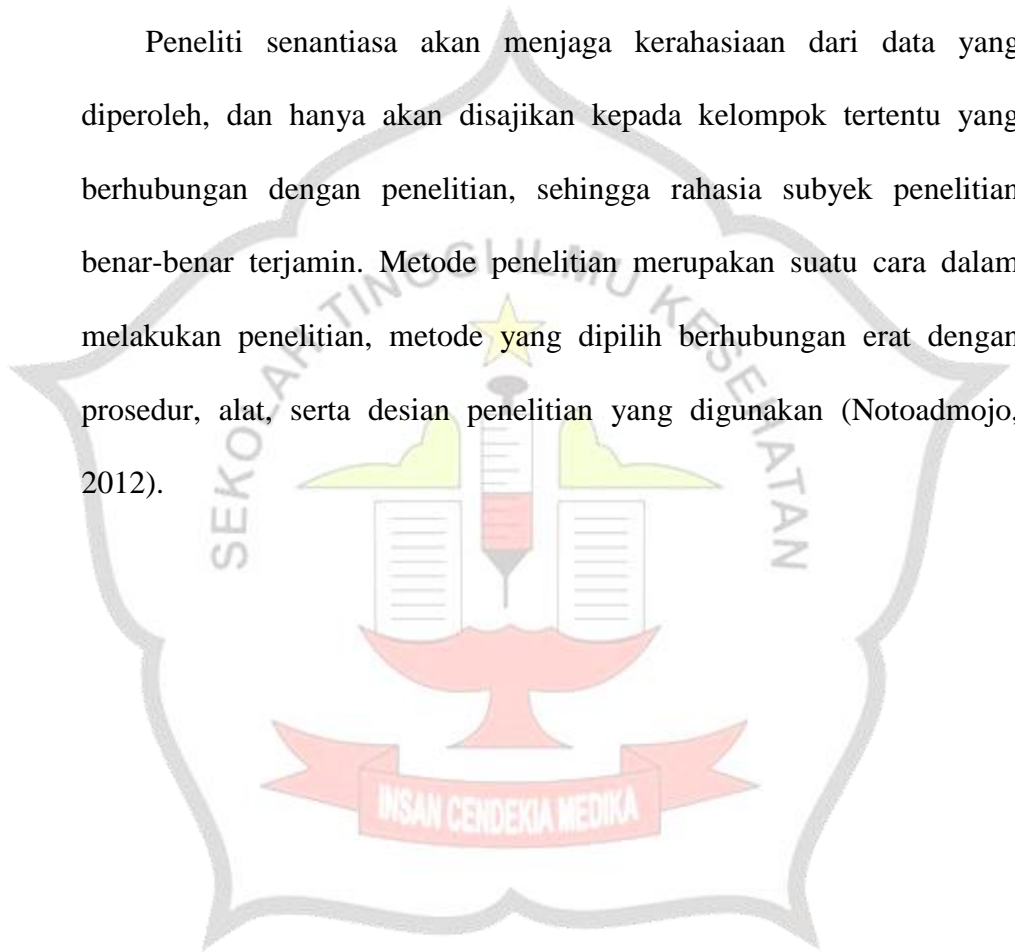 Peneliti senantiasa akan menjaga kerahasiaan dari data yang
diperoleh, dan hanya akan disajikan kepada kelompok tertentu yang
berhubungan dengan penelitian, sehingga rahasia subyek penelitian
benar-benar terjamin. Metode penelitian merupakan suatu cara dalam
melakukan penelitian, metode yang dipilih berhubungan erat dengan
prosedur, alat, serta desian penelitian yang digunakan (Notoadmojo,
2012).
SEKOLAH TINGGI ILMU KESEHATAN
INSAN CENDEKIA MEDIKA